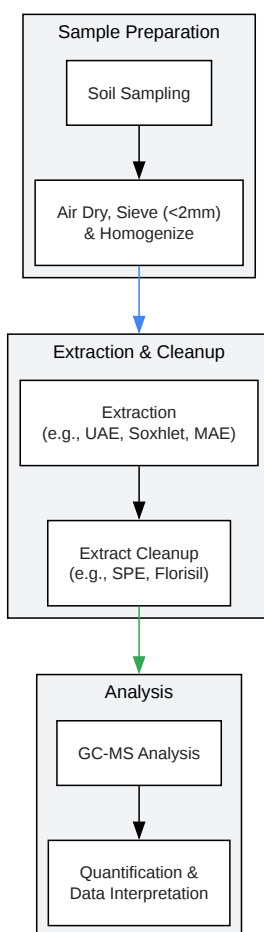 Sample Preparation
Soil Sampling
Air Dry, Sieve (<2mm)
& Homogenize
Extraction & Cleanup
Extraction
(e.g., UAE, Soxhlet, MAE)
Extract Cleanup
(e.g., SPE, Florisil)
Analysis
GC-MS Analysis
Quantification &
Data Interpretation